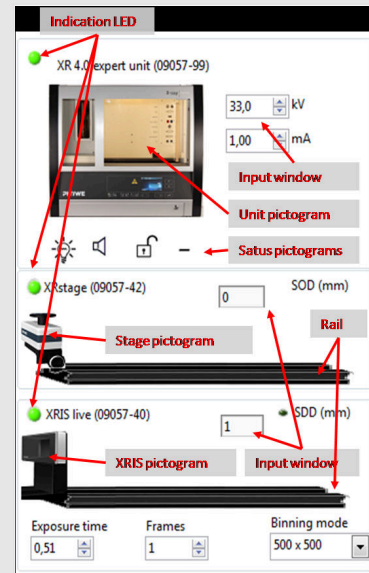 Indication LED
XR 4.0 expert unit (09057-99)
33,0 kV
1,00 mA
Input window
Unit pictogram
PHYWE
Satus pictograms
XRstage (09057-42)
SOD (mm)
0
Rail
Stage pictogram
XRIS live (09057-40)
SDD (mm)
1
XRIS pictogram
Input window
Exposure time Frames Binning mode
0,51 1 500 x 500